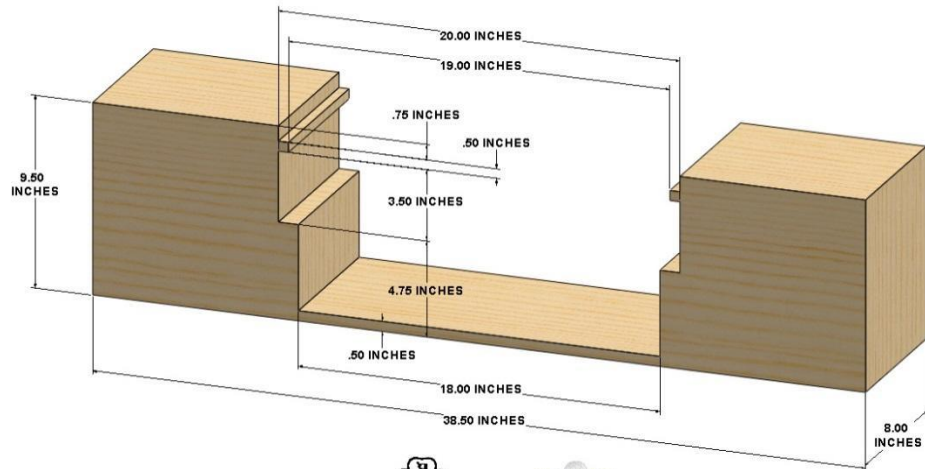 20.00 INCHES
19.00 INCHES
.75 INCHES
.50 INCHES
9.50
INCHES
3.50 INCHES
4.75 INCHES
.50 INCHES
18.00 INCHES
38.50 INCHES
8.00
INCHES